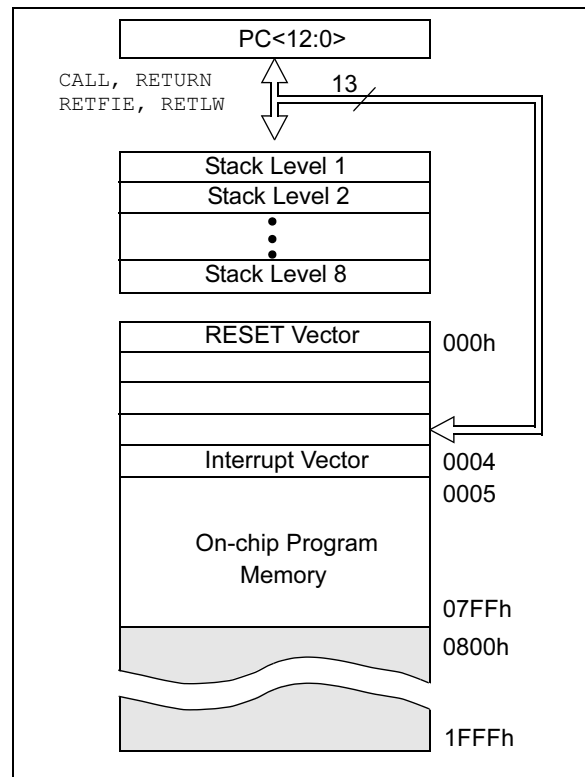 PC<12:0>
CALL, RETURN
RETFIE, RETLW
13
Stack Level 1
Stack Level 2
Stack Level 8
RESET Vector
000h
Interrupt Vector
0004
0005
On-chip Program
Memory
07FFh
0800h
1FFFh